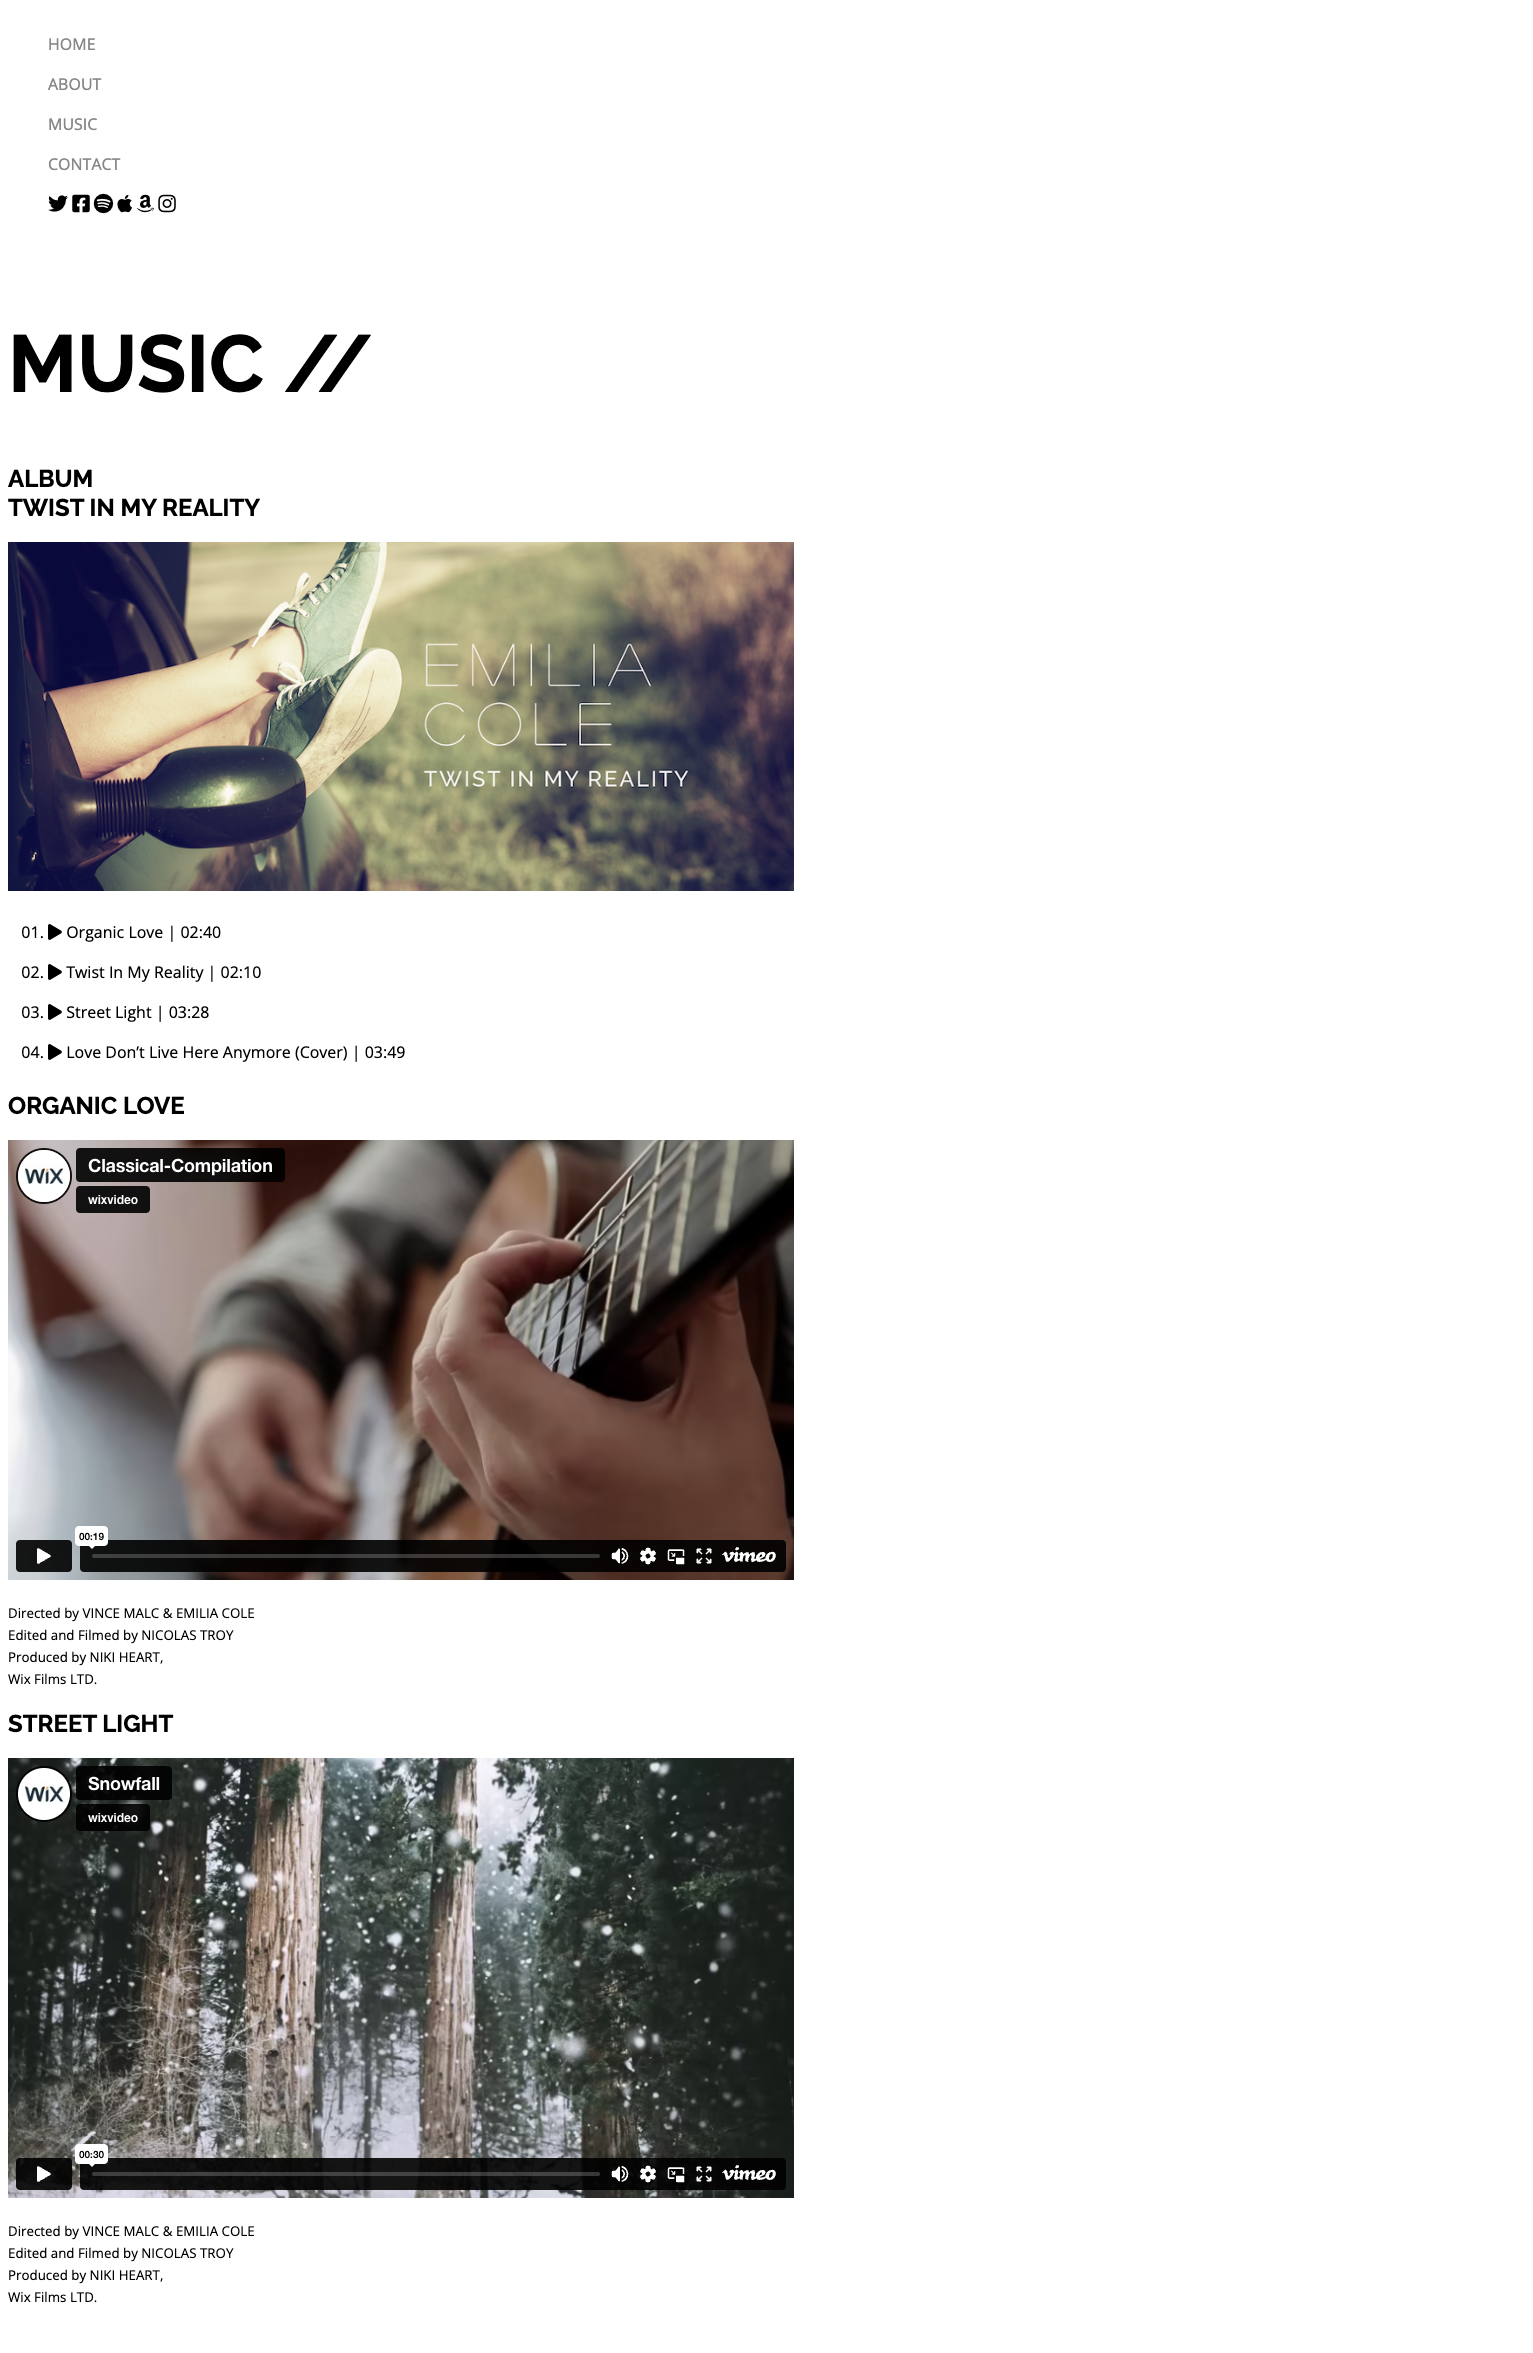 HOME
ABOUT
MUSIC
CONTACT
MUSIC //
ALBUM
TWIST IN MY REALITY
EMILIA
COLE
TWIST IN MY REALITY
01. Organic Love | 02:40
02. Twist In My Reality | 02:10
03. Street Light | 03:28
04. Love Don’t Live Here Anymore (Cover) | 03:49
ORGANIC LOVE
WiX
Classical-Compilation
wixvideo
00:19
vimeo
Directed by VINCE MALC & EMILIA COLE
Edited and Filmed by NICOLAS TROY
Produced by NIKI HEART,
Wix Films LTD.
STREET LIGHT
WiX
Snowfall
wixvideo
00:30
vimeo
Directed by VINCE MALC & EMILIA COLE
Edited and Filmed by NICOLAS TROY
Produced by NIKI HEART,
Wix Films LTD.